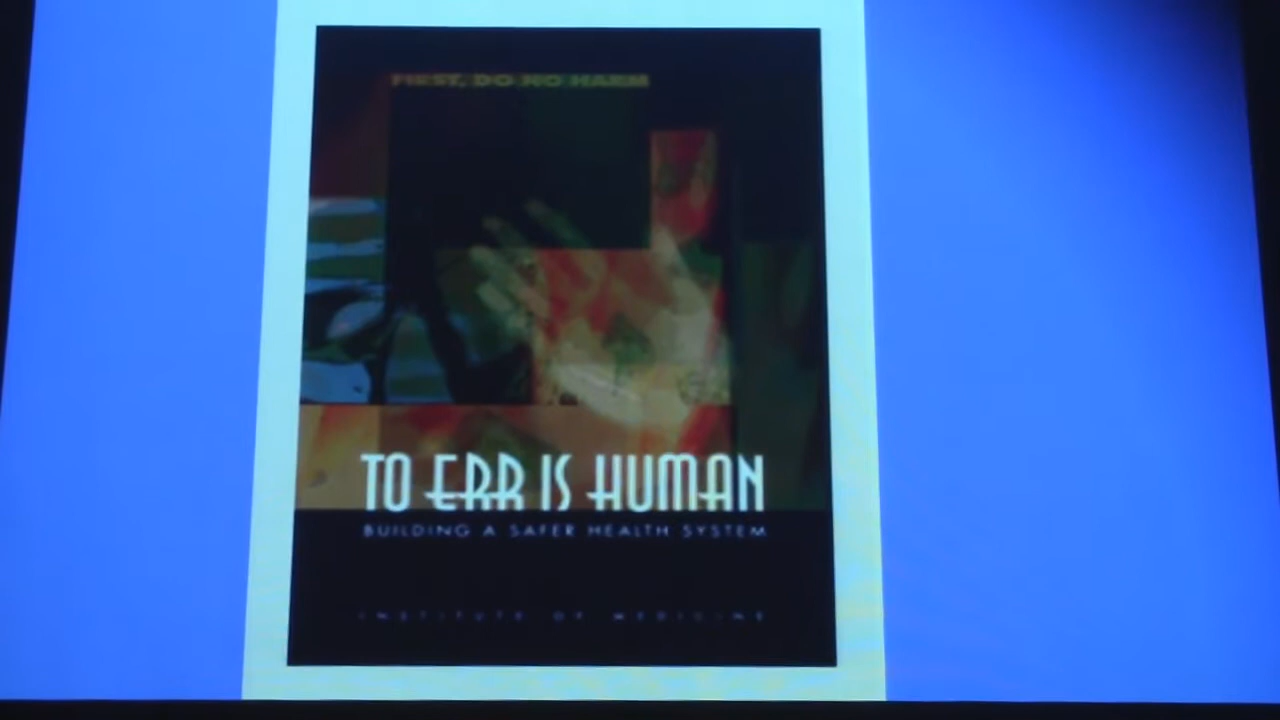 FIRST, DO NO HARM
TO ERR IS HUMAN
BUILDING A SAFER HEALTH SYSTEM
INSTITUTE OF MEDICINE